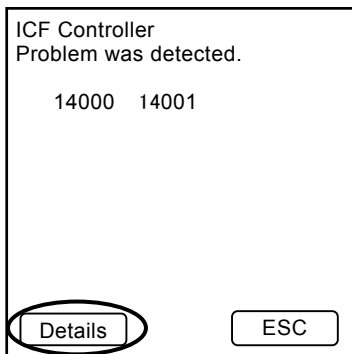 ICF Controller
Problem was detected.
14000 14001
Details ESC